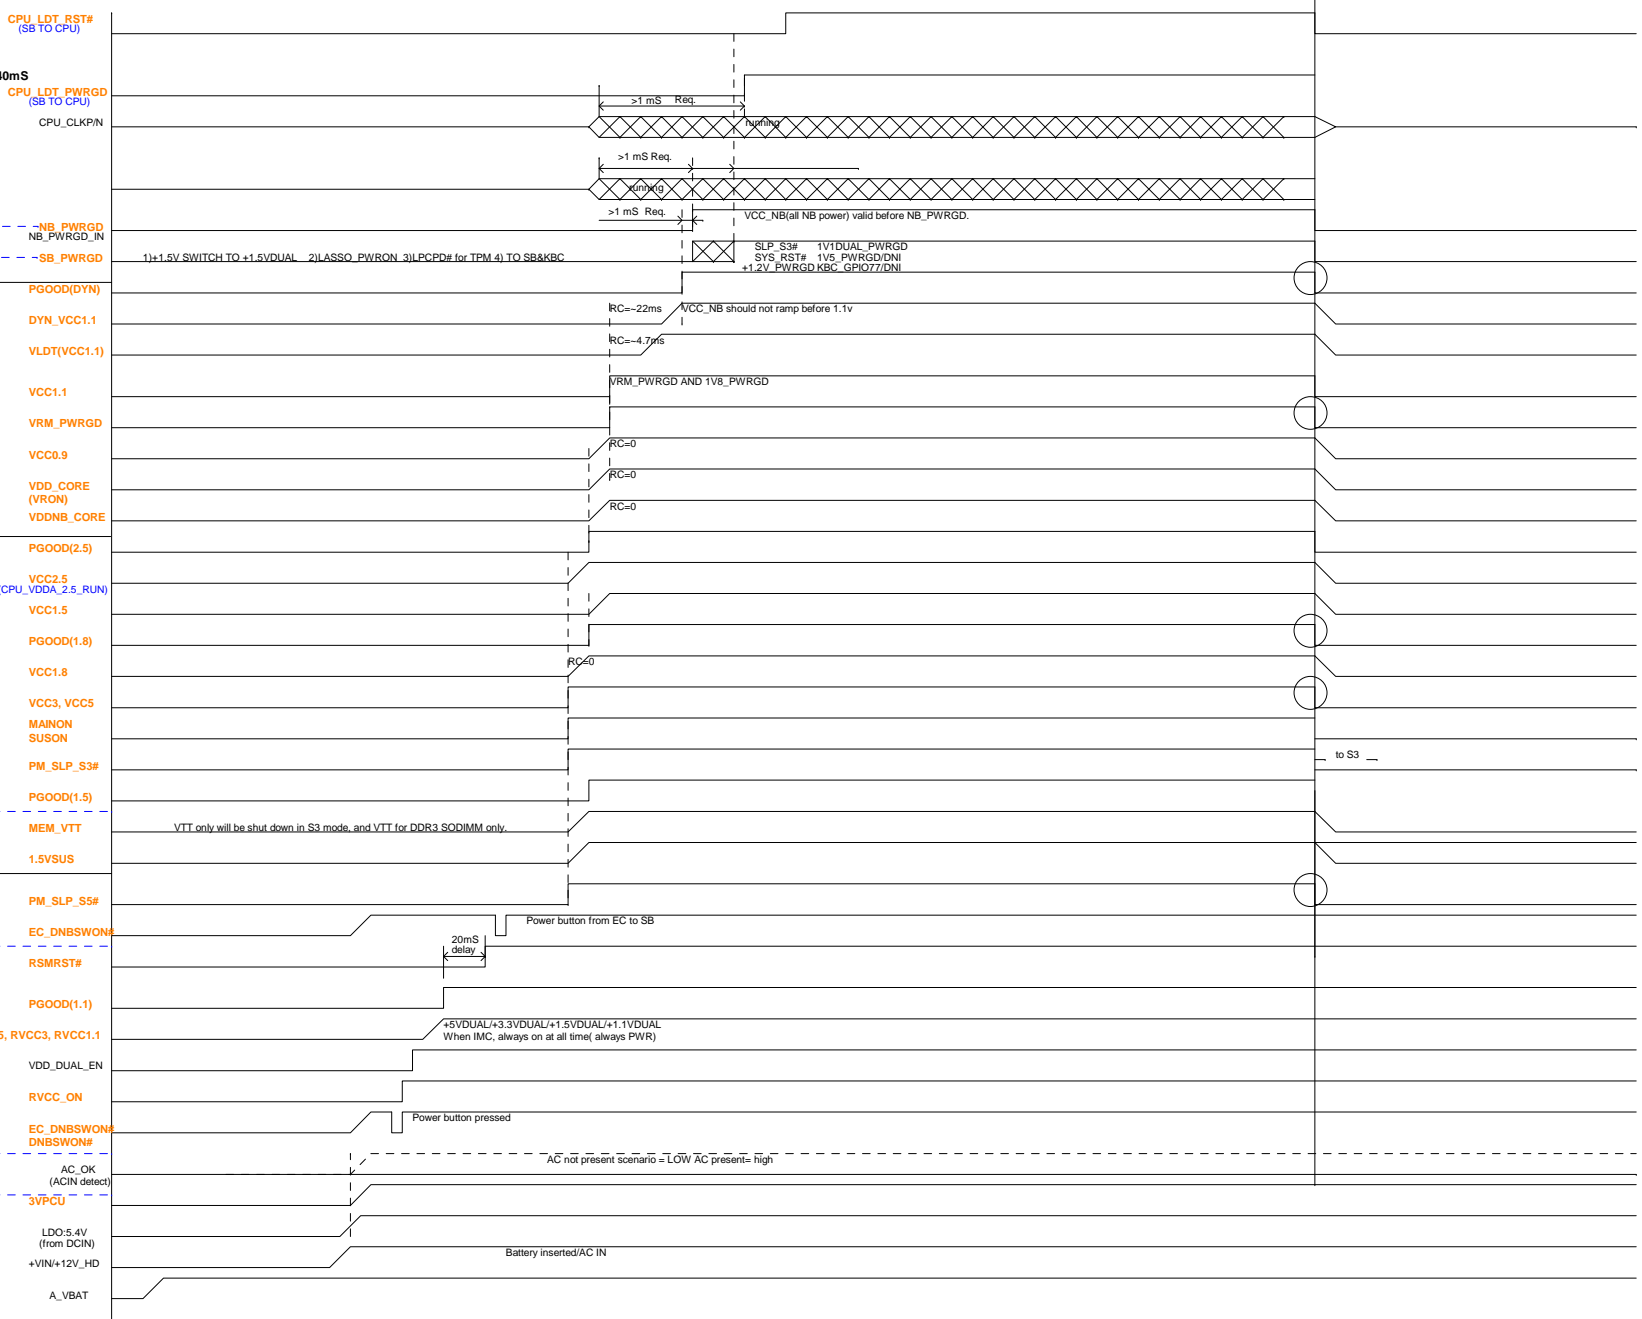 CPU_LDT_RST#
(SB TO CPU)
40mS
CPU_LDT_PWRGD
(SB TO CPU)
>1 mS Req.
CPU_CLKP/N
running
>1 mS Req.
running
>1 mS Req.
VCC_NB(all NB power) valid before NB_PWRGD.
NB_PWRGD
NB_PWRGD_IN
SLP_S3# 1V1DUAL_PWRGD
SB_PWRGD
1)+1.5V SWITCH TO +1.5VDUAL 2)LASSO_PWRON 3)LPCPD# for TPM 4) TO SB&KBC
SYS_RST# 1V5_PWRGD/DNI
+1.2V_PWRGD KBC_GPIO77/DNI
PGOOD(DYN)
RC=~22ms
VCC_NB should not ramp before 1.1v
DYN_VCC1.1
RC=~4.7ms
VLDT(VCC1.1)
VRM_PWRGD AND 1V8_PWRGD
VCC1.1
VRM_PWRGD
RC=0
VCC0.9
RC=0
VDD_CORE
(VRON)
RC=0
VDDNB_CORE
PGOOD(2.5)
VCC2.5
(CPU_VDDA_2.5_RUN)
VCC1.5
PGOOD(1.8)
RC=0
VCC1.8
VCC3, VCC5
MAINON
SUSON
to S3
PM_SLP_S3#
PGOOD(1.5)
MEM_VTT
VTT only will be shut down in S3 mode, and VTT for DDR3 SODIMM only.
1.5VSUS
PM_SLP_S5#
Power button from EC to SB
EC_DNBSWON#
20mS
delay
RSMRST#
PGOOD(1.1)
+5VDUAL/+3.3VDUAL/+1.5VDUAL/+1.1VDUAL
5, RVCC3, RVCC1.1
When IMC, always on at all time( always PWR)
VDD_DUAL_EN
RVCC_ON
Power button pressed
EC_DNBSWON#
DNBSWON#
AC not present scenario = LOW AC present= high
AC_OK
(ACIN detect)
3VPCU
LDO:5.4V
(from DCIN)
Battery inserted/AC IN
+VIN/+12V_HD
A_VBAT